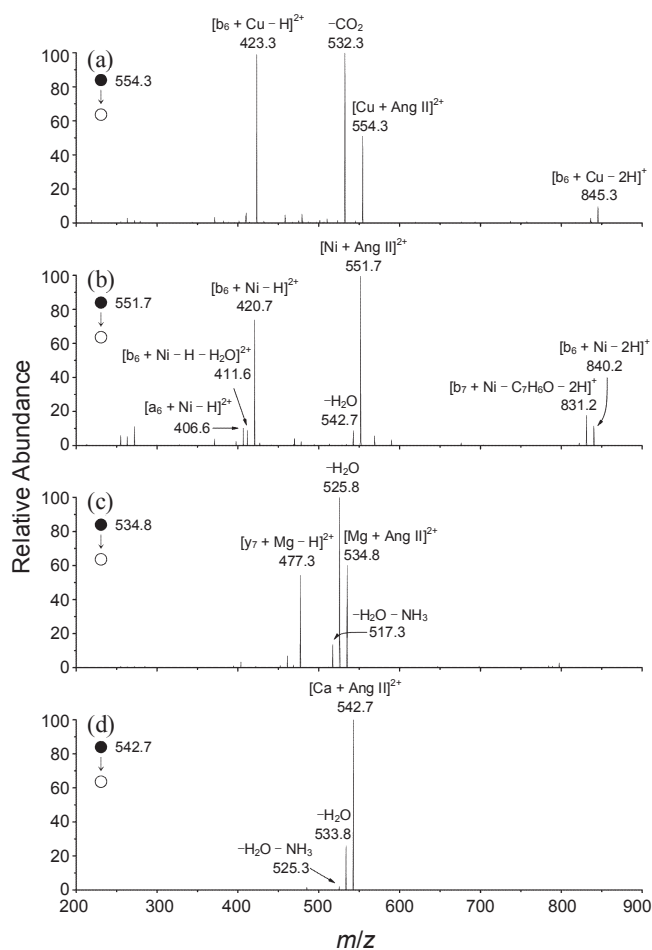 Relative Abundance
(a)
554.3
[b₆ + Cu – H]²⁺
423.3
–CO₂
532.3
[Cu + Ang II]²⁺
554.3
[b₆ + Cu – 2H]⁺
845.3
100
80
60
40
20
0
(b)
551.7
[Ni + Ang II]²⁺
551.7
[b₆ + Ni – H]²⁺
420.7
[b₆ + Ni – H – H₂O]²⁺
411.6
[a₆ + Ni – H]²⁺
406.6
–H₂O
542.7
[b₆ + Ni – 2H]⁺
840.2
[b₇ + Ni – C₇H₆O – 2H]⁺
831.2
100
80
60
40
20
0
(c)
534.8
–H₂O
525.8
[y₇ + Mg – H]²⁺
477.3
[Mg + Ang II]²⁺
534.8
–H₂O – NH₃
517.3
100
80
60
40
20
0
(d)
542.7
[Ca + Ang II]²⁺
542.7
–H₂O
533.8
–H₂O – NH₃
525.3
100
80
60
40
20
0
200 300 400 500 600 700 800 900
m/z